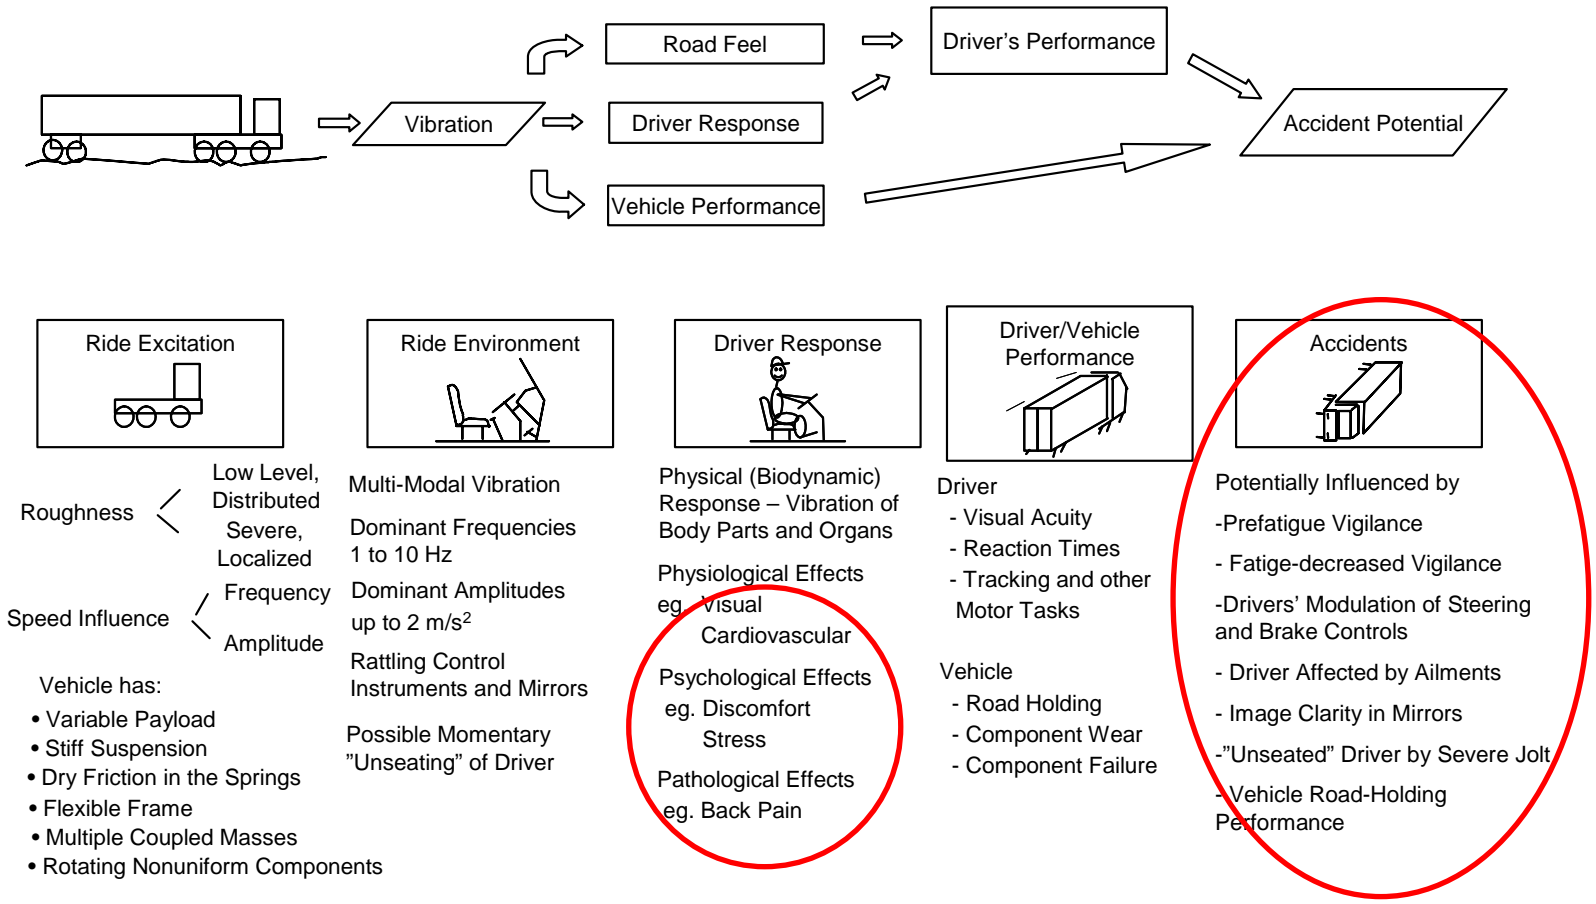 Road Feel
Driver's Performance
Vibration
Driver Response
Accident Potential
Vehicle Performance
Ride Excitation
Roughness
Low Level,
Distributed
Severe,
Localized
Speed Influence
Frequency
Amplitude
Vehicle has:
• Variable Payload
• Stiff Suspension
• Dry Friction in the Springs
• Flexible Frame
• Multiple Coupled Masses
• Rotating Nonuniform Components
Ride Environment
Multi-Modal Vibration
Dominant Frequencies
1 to 10 Hz
Dominant Amplitudes
up to 2 m/s²
Rattling Control
Instruments and Mirrors
Possible Momentary
”Unseating” of Driver
Driver Response
Physical (Biodynamic)
Response – Vibration of
Body Parts and Organs
Physiological Effects
eg. Visual
Cardiovascular
Psychological Effects
eg. Discomfort
Stress
Pathological Effects
eg. Back Pain
Driver/Vehicle
Performance
Driver
- Visual Acuity
- Reaction Times
- Tracking and other
Motor Tasks
Vehicle
- Road Holding
- Component Wear
- Component Failure
Accidents
Potentially Influenced by
-Prefatigue Vigilance
- Fatige-decreased Vigilance
-Drivers' Modulation of Steering
and Brake Controls
- Driver Affected by Ailments
- Image Clarity in Mirrors
-”Unseated” Driver by Severe Jolt
- Vehicle Road-Holding
Performance